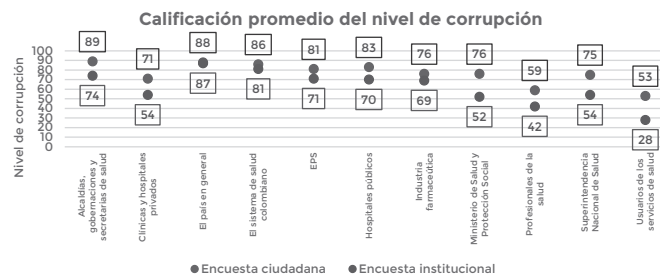 Calificación promedio del nivel de corrupción
Nivel de corrupción
100
90
80
70
60
50
40
30
20
10
0
89
71
88
86
81
83
76
76
59
75
53
74
54
87
81
71
70
69
52
42
54
28
Alcaldías,
gobernaciones y
secretarias de salud
Clínicas y hospitales
privados
El país en general
El sistema de salud
colombiano
EPS
Hospitales públicos
Industria
farmaceútica
Ministerio de Salud y
Protección Social
Profesionales de la
salud
Superintendencia
Nacional de Salud
Usuarios de los
servicios de salud
Encuesta ciudadana
Encuesta institucional